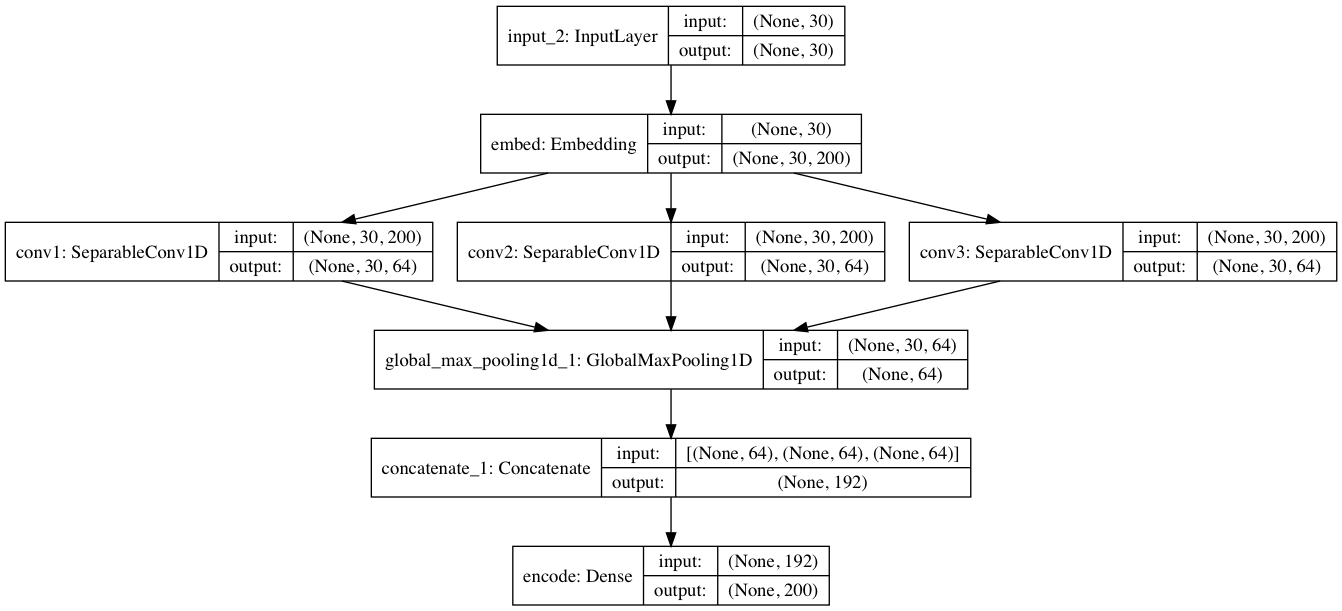 input_2: InputLayer
input: (None, 30)
output: (None, 30)
embed: Embedding
input: (None, 30)
output: (None, 30, 200)
conv1: SeparableConv1D
input: (None, 30, 200)
output: (None, 30, 64)
conv2: SeparableConv1D
input: (None, 30, 200)
output: (None, 30, 64)
conv3: SeparableConv1D
input: (None, 30, 200)
output: (None, 30, 64)
global_max_pooling1d_1: GlobalMaxPooling1D
input: (None, 30, 64)
output: (None, 64)
concatenate_1: Concatenate
input: [(None, 64), (None, 64), (None, 64)]
output: (None, 192)
encode: Dense
input: (None, 192)
output: (None, 200)